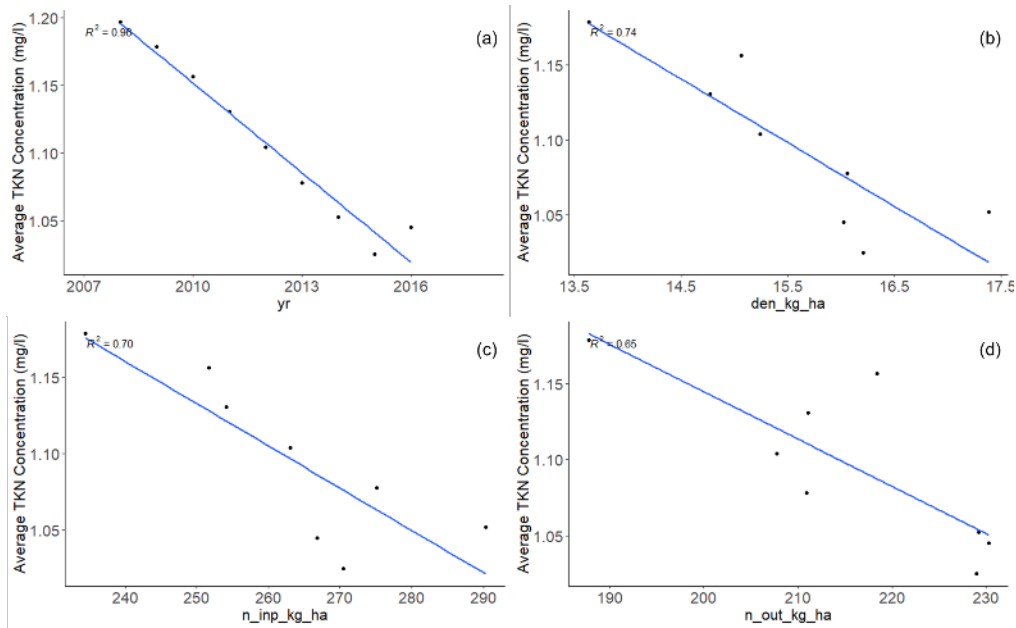 Average TKN Concentration (mg/l)
1.20
1.15
1.10
1.05
R² = 0.96
(a)
2007
2010
2013
2016
yr
Average TKN Concentration (mg/l)
1.15
1.10
1.05
R² = 0.74
(b)
13.5
14.5
15.5
16.5
17.5
den_kg_ha
Average TKN Concentration (mg/l)
1.15
1.10
1.05
R² = 0.70
(c)
240
250
260
270
280
290
n_inp_kg_ha
Average TKN Concentration (mg/l)
1.15
1.10
1.05
R² = 0.65
(d)
190
200
210
220
230
n_out_kg_ha